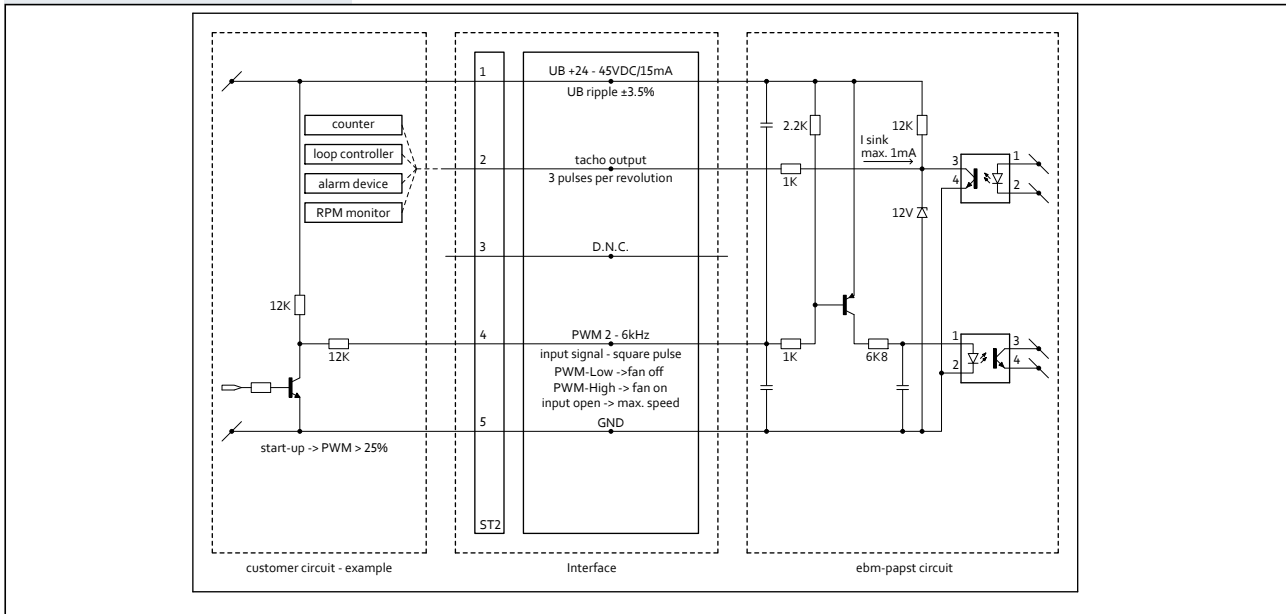 1
UB +24 - 45VDC/15mA
UB ripple ±3.5%
counter
loop controller
alarm device
RPM monitor
2
tacho output
3 pulses per revolution
3
D.N.C.
12K
12K
4
PWM 2 - 6kHz
input signal - square pulse
PWM-Low ->fan off
PWM-High -> fan on
input open -> max. speed
5
GND
start-up -> PWM > 25%
ST2
2.2K
12K
I sink
max. 1mA
1K
3
4
1
2
12V
1K
6K8
1
2
3
4
customer circuit - example
Interface
ebm-papst circuit